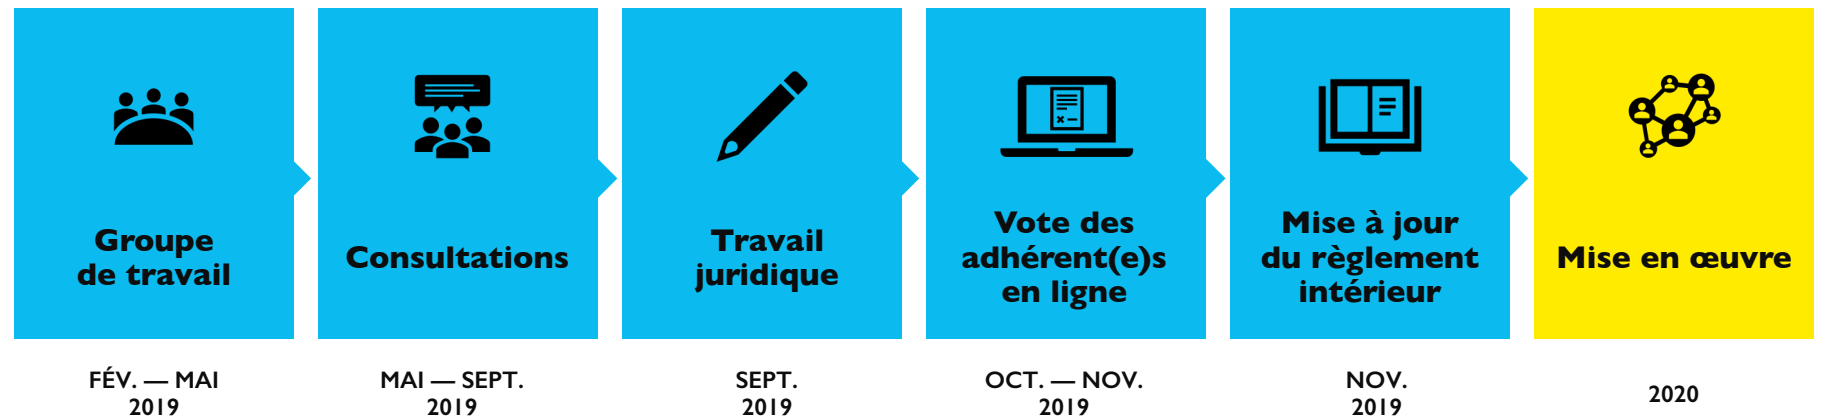 Groupe
de travail
FÉV. — MAI
2019
Consultations
MAI — SEPT.
2019
Travail
juridique
SEPT.
2019
Vote des
adhérent(e)s
en ligne
OCT. — NOV.
2019
Mise à jour
du règlement
intérieur
NOV.
2019
Mise en œuvre
2020